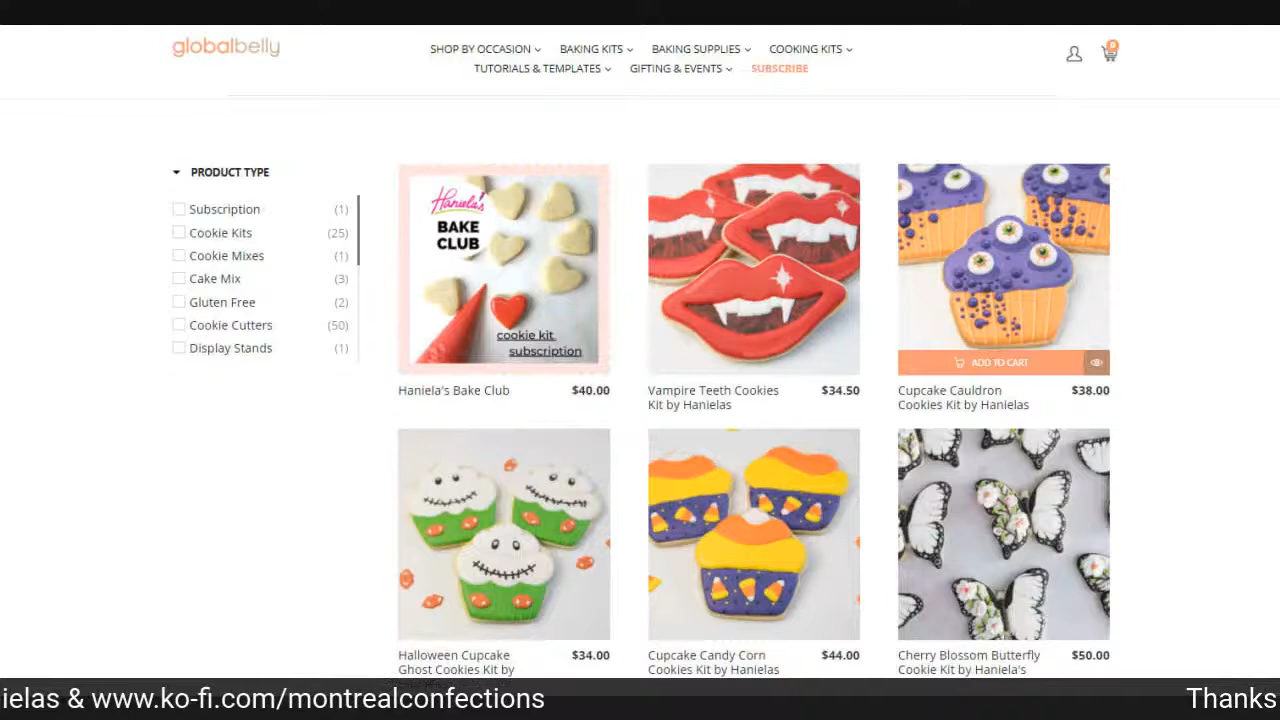 globalbelly
SHOP BY OCCASION BAKING KITS BAKING SUPPLIES COOKING KITS
TUTORIALS & TEMPLATES GIFTING & EVENTS SUBSCRIBE
0
PRODUCT TYPE
Subscription (1)
Cookie Kits (25)
Cookie Mixes (1)
Cake Mix (3)
Gluten Free (2)
Cookie Cutters (50)
Display Stands (1)
Haniela's
BAKE
CLUB
cookie kit
subscription
Haniela's Bake Club $40.00
Vampire Teeth Cookies $34.50
Kit by Hanielas
ADD TO CART
Cupcake Cauldron $38.00
Cookies Kit by Hanielas
Halloween Cupcake $34.00
Ghost Cookies Kit by
Cupcake Candy Corn $44.00
Cookies Kit by Hanielas
Cherry Blossom Butterfly $50.00
Cookie Kit by Haniela's
ielas & www.ko-fi.com/montrealconfections Thanks